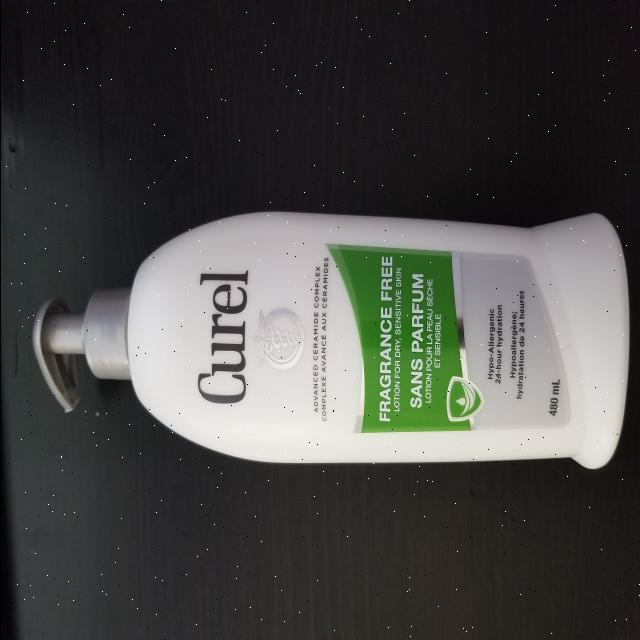 Curel
ADVANCED CERAMIDE COMPLEX
COMPLEXE AVANCÉ AUX CÉRAMIDES
FRAGRANCE FREE
LOTION FOR DRY, SENSITIVE SKIN
SANS PARFUM
LOTION POUR LA PEAU SÈCHE
ET SENSIBLE
Hypo-Allergenic
24-hour hydration
Hypoallergène;
hydratation de 24 heures
480 mL